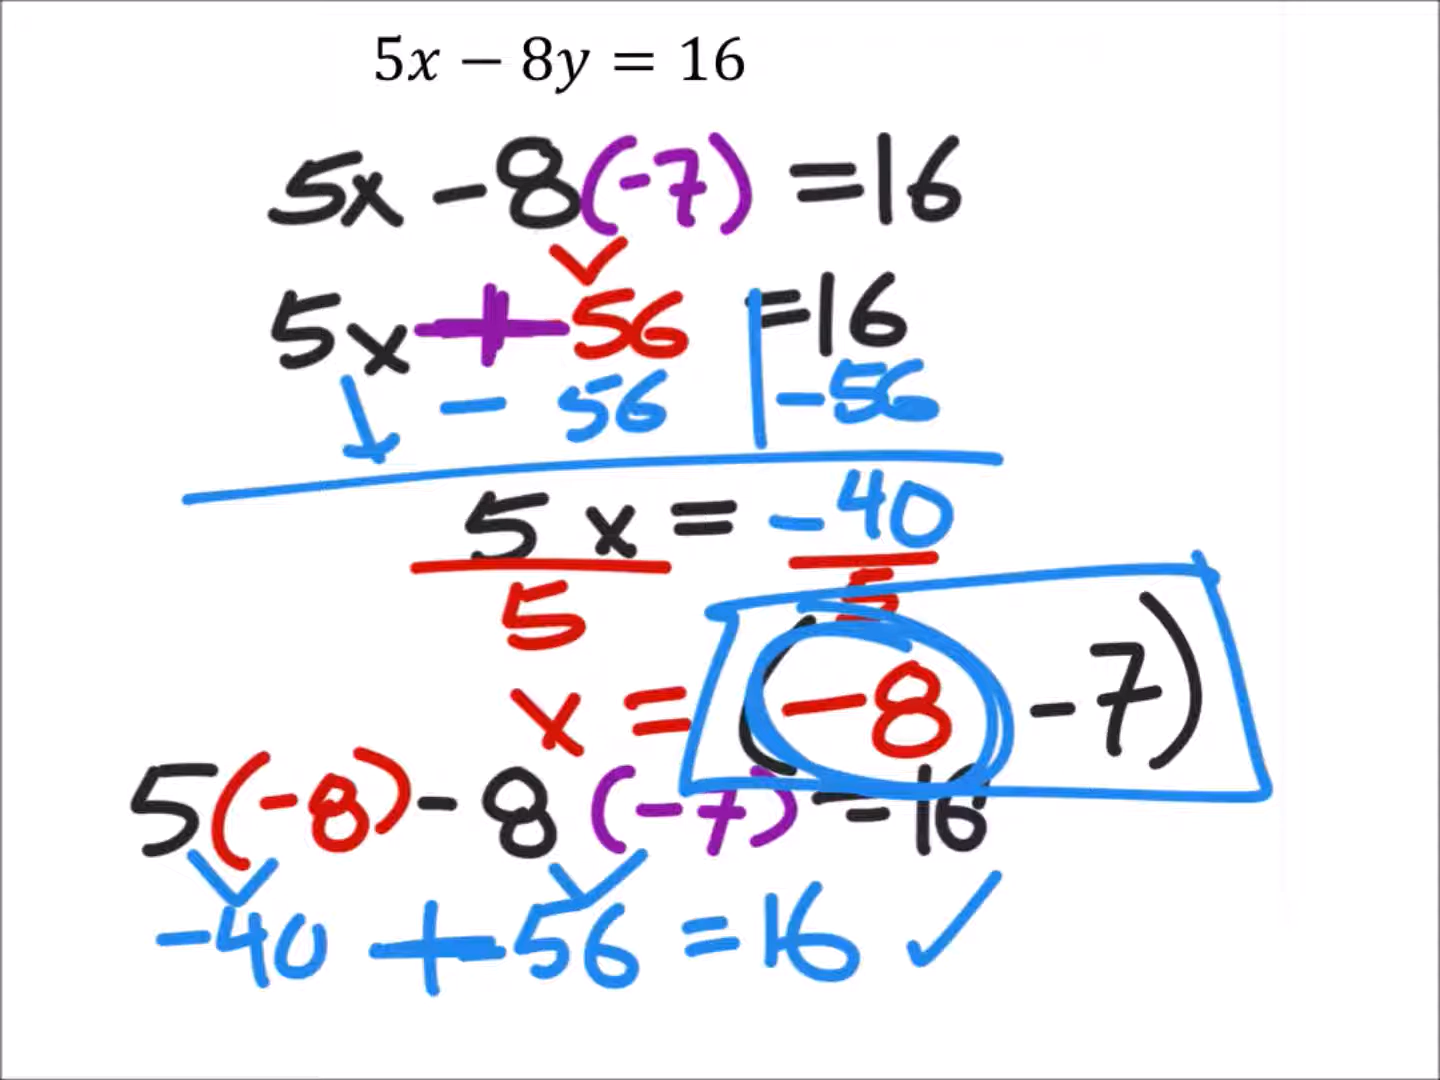 5x − 8y = 16
5x - 8(-7) = 16
5x + 56 = 16
- 56 -56
5x = -40
5 5
x = (-8 -7)
5(-8) - 8(-7) = 16
-40 + 56 = 16 ✓